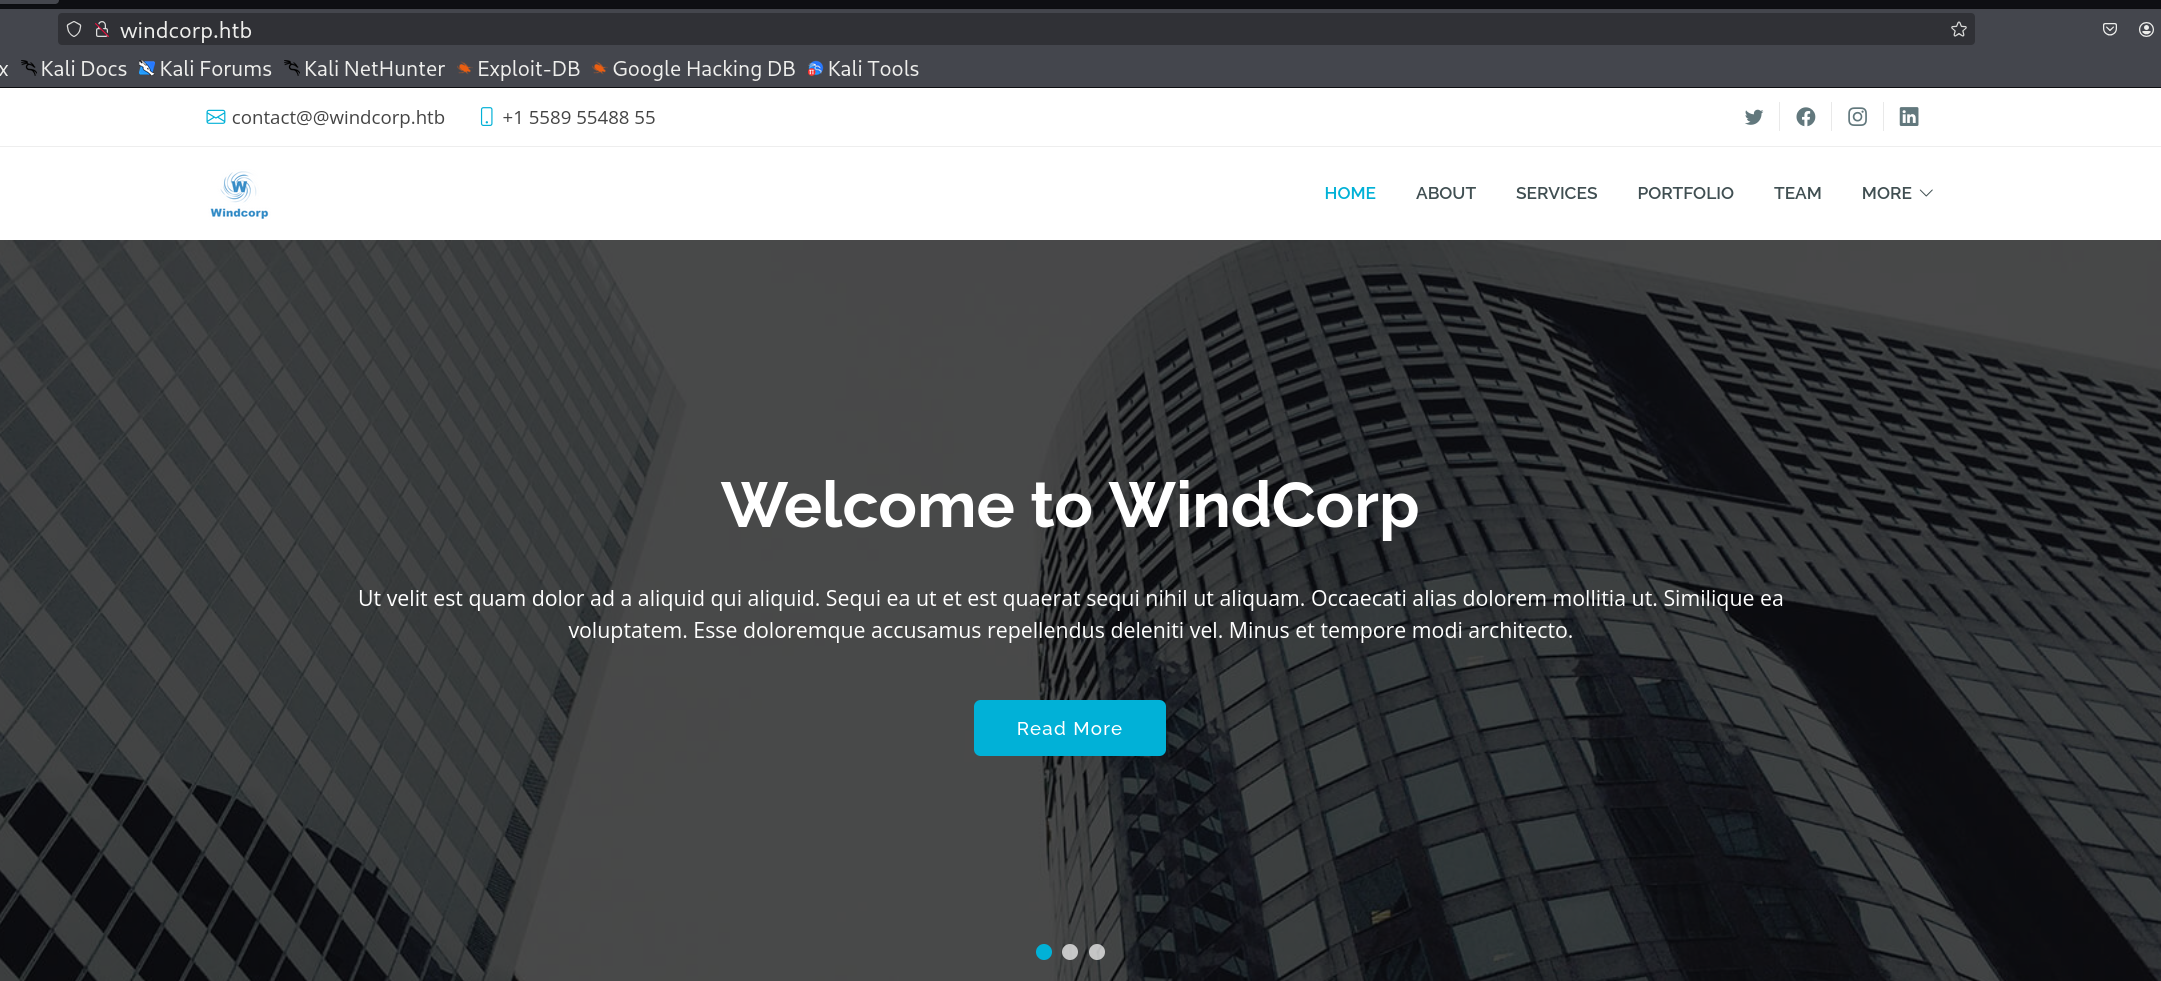 windcorp.htb
x Kali Docs Kali Forums Kali NetHunter Exploit-DB Google Hacking DB Kali Tools
contact@@windcorp.htb +1 5589 55488 55
W
Windcorp
HOME ABOUT SERVICES PORTFOLIO TEAM MORE
Welcome to WindCorp
Ut velit est quam dolor ad a aliquid qui aliquid. Sequi ea ut et est quaerat sequi nihil ut aliquam. Occaecati alias dolorem mollitia ut. Similique ea
voluptatem. Esse doloremque accusamus repellendus deleniti vel. Minus et tempore modi architecto.
Read More